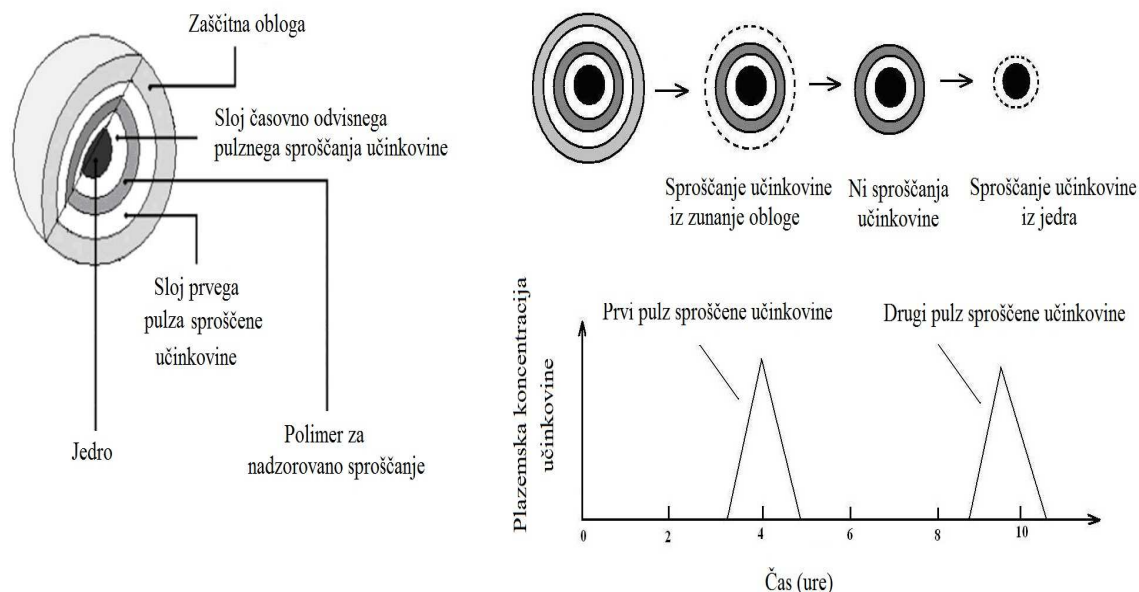 Zaščitna obloga
Sloj časovno odvisnega
pulznega sproščanja učinkovine
Sloj prvega
pulza sproščene
učinkovine
Jedro
Polimer za
nadzorovano sproščanje
Sproščanje učinkovine
iz zunanje obloge
Ni sproščanja
učinkovine
Sproščanje učinkovine
iz jedra
Plazemska koncentracija
učinkovine
Prvi pulz sproščene učinkovine
Drugi pulz sproščene učinkovine
0 2 4 6 8 10
Čas (ure)